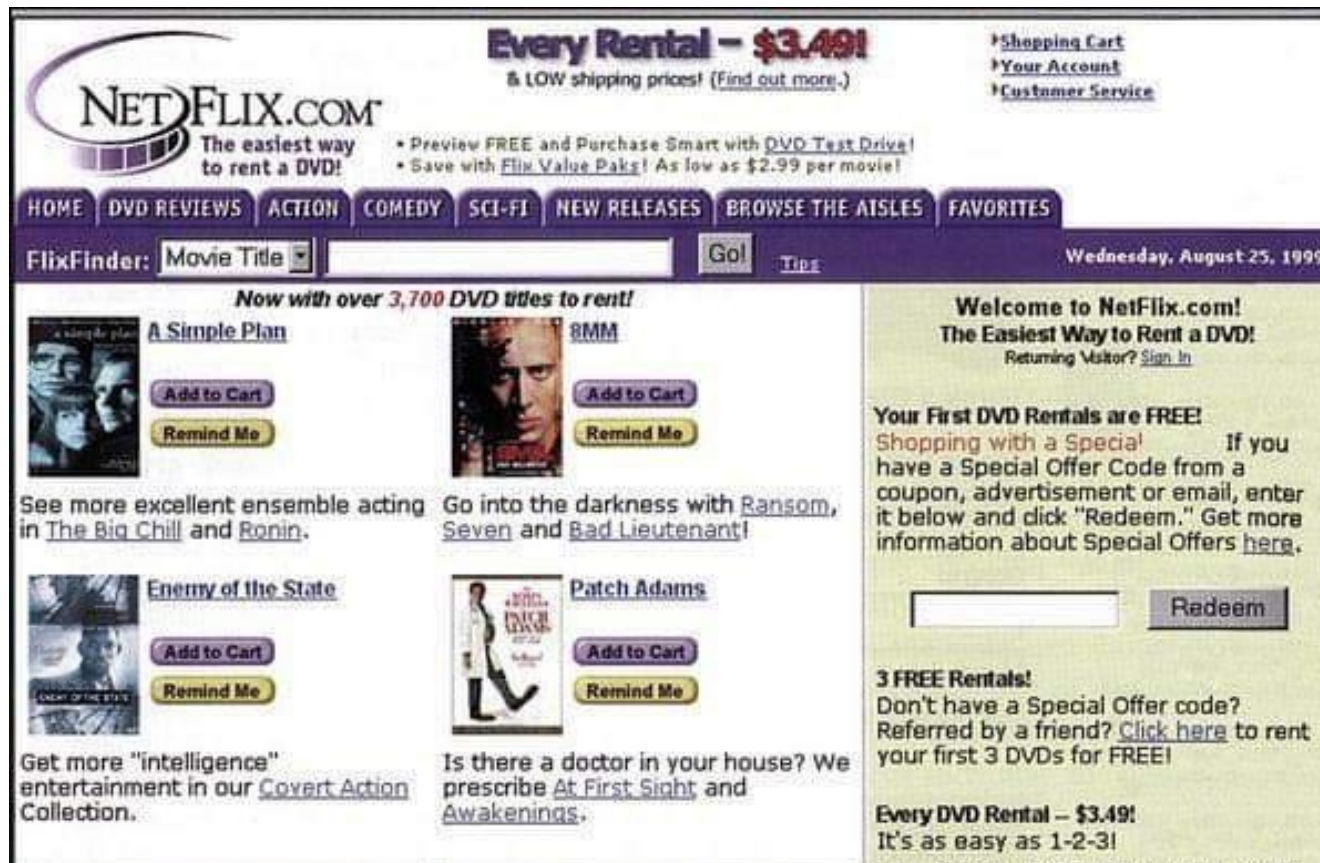 Every Rental – $3.49!
& LOW shipping prices! (Find out more.)
Shopping Cart
Your Account
Customer Service
NETFLIX.COM
The easiest way
to rent a DVD!
• Preview FREE and Purchase Smart with DVD Test Drive!
• Save with Flix Value Paks! As low as $2.99 per movie!
HOME DVD REVIEWS ACTION COMEDY SCI-FI NEW RELEASES BROWSE THE AISLES FAVORITES
FlixFinder: Movie Title Go! Tips Wednesday, August 25, 1999
Now with over 3,700 DVD titles to rent!
a simple plan
A Simple Plan
Add to Cart
Remind Me
See more excellent ensemble acting
in The Big Chill and Ronin.
8MM
8MM
Add to Cart
Remind Me
Go into the darkness with Ransom,
Seven and Bad Lieutenant!
ENEMY OF THE STATE
Enemy of the State
Add to Cart
Remind Me
Get more "intelligence"
entertainment in our Covert Action
Collection.
PATCH
ADAMS
Patch Adams
Add to Cart
Remind Me
Is there a doctor in your house? We
prescribe At First Sight and
Awakenings.
Welcome to NetFlix.com!
The Easiest Way to Rent a DVD!
Returning Visitor? Sign In
Your First DVD Rentals are FREE!
Shopping with a Special! If you
have a Special Offer Code from a
coupon, advertisement or email, enter
it below and click "Redeem." Get more
information about Special Offers here.
Redeem
3 FREE Rentals!
Don't have a Special Offer code?
Referred by a friend? Click here to rent
your first 3 DVDs for FREE!
Every DVD Rental – $3.49!
It's as easy as 1-2-3!